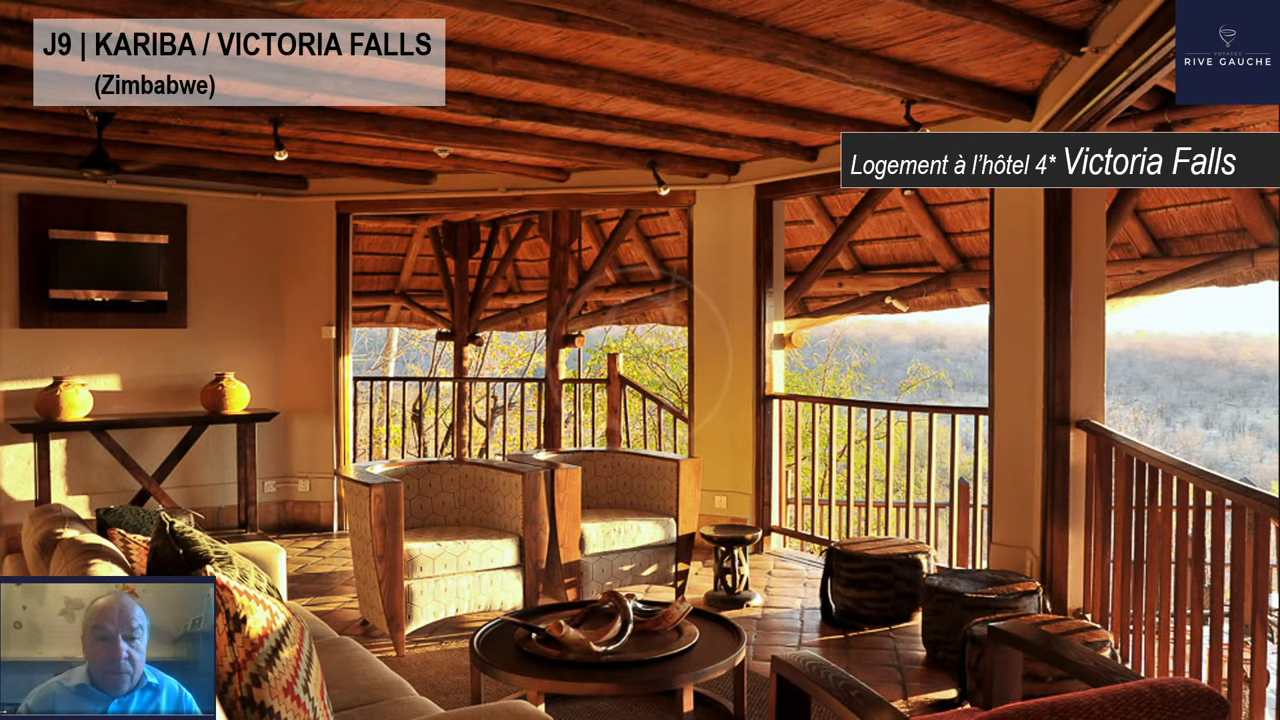 J9 | KARIBA / VICTORIA FALLS
(Zimbabwe)
VOYAGES
RIVE GAUCHE
Logement à l’hôtel 4* Victoria Falls